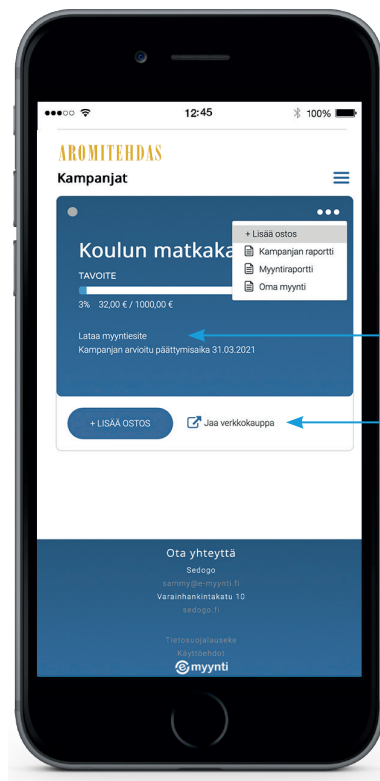 12:45
100%
AROMITEHDAS
Kampanjat
+ Lisää ostos
Kampanjan raportti
Myyntiraportti
Oma myynti
Koulun matkaka
TAVOITE
3% 32,00 € / 1000,00 €
Lataa myyntiesite
Kampanjan arvioitu päättymisaika 31.03.2021
+ LISÄÄ OSTOS
Jaa verkkokauppa
Ota yhteyttä
Sedogo
sammy@e-myynti.fi
Varainhankintakatu 10
sedogo.fi
Tietosuojalauseke
Käyttöehdot
e myynti